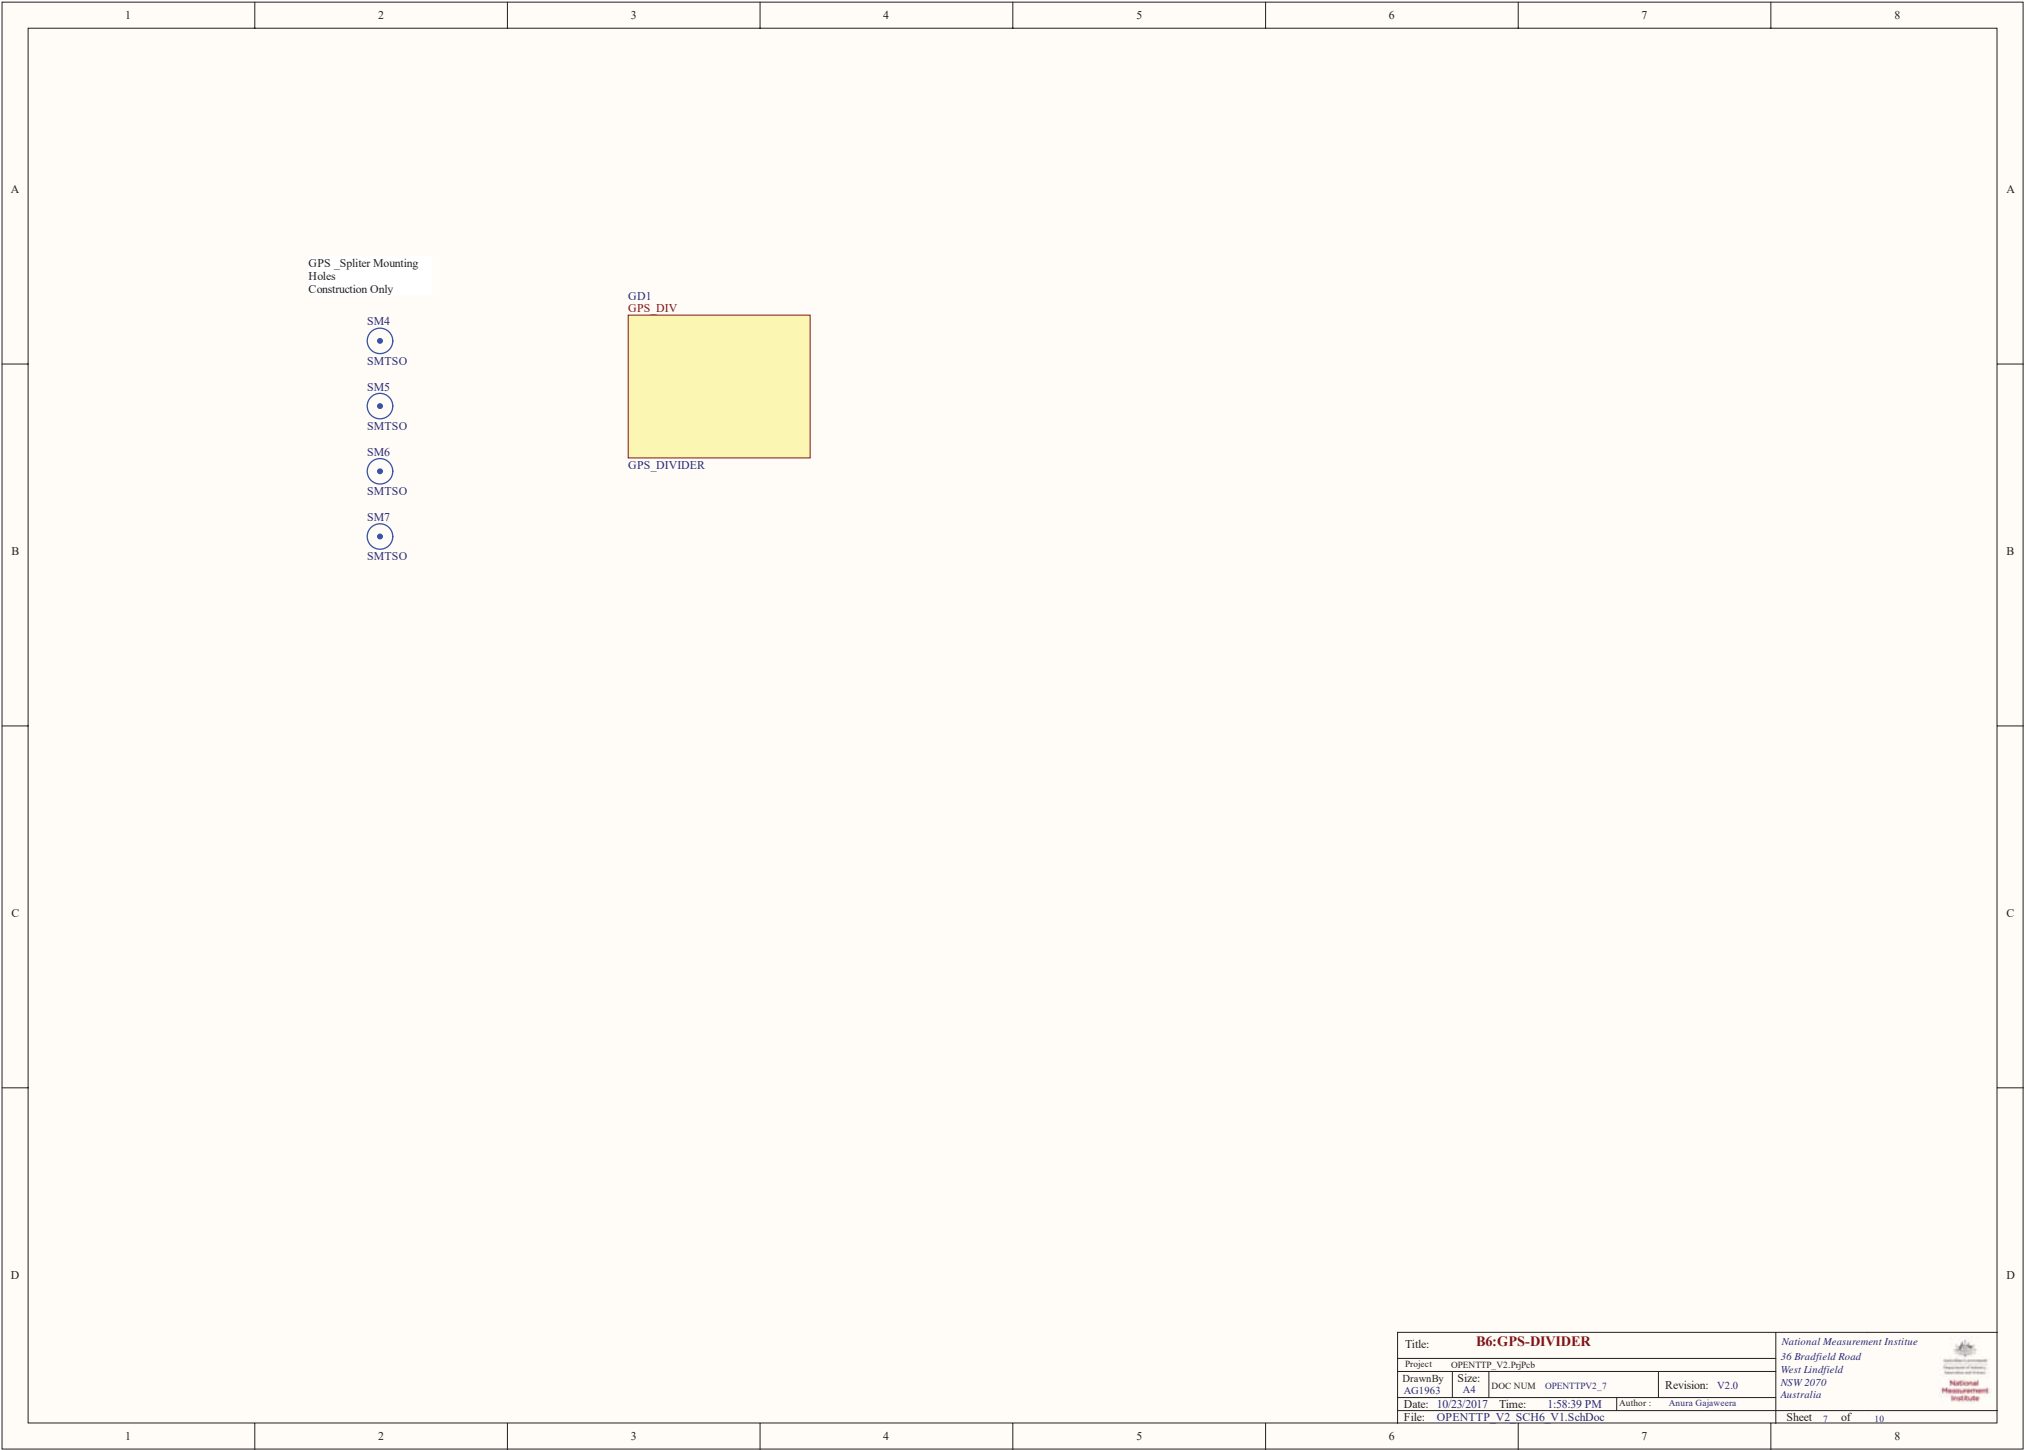 1 2 3 4 5 6 7 8
A A
GPS _Spliter Mounting
Holes
Construction Only
SM4
SMTSO
SM5
SMTSO
SM6
SMTSO
SM7
SMTSO
GD1
GPS_DIV
GPS_DIVIDER
B B
C C
D D
Title: B6:GPS-DIVIDER
Project OPENTTP_V2.PrjPcb
DrawnBy AG1963 Size: A4 DOC NUM OPENTTPV2_7 Revision: V2.0
Date: 10/23/2017 Time: 1:58:39 PM Author : Anura Gajaweera
File: OPENTTP_V2_SCH6_V1.SchDoc
National Measurement Institue
36 Bradfield Road
West Lindfield
NSW 2070
Australia
National
Measurement
Institute
Sheet 7 of 10
1 2 3 4 5 6 7 8